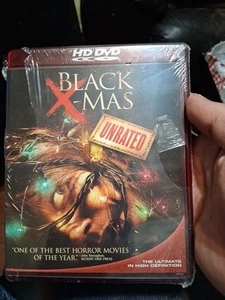 HD DVD
BLACK
X-MAS
UNRATED
"ONE OF THE BEST HORROR MOVIES
OF THE YEAR."
THE ULTIMATE
IN HIGH DEFINITION